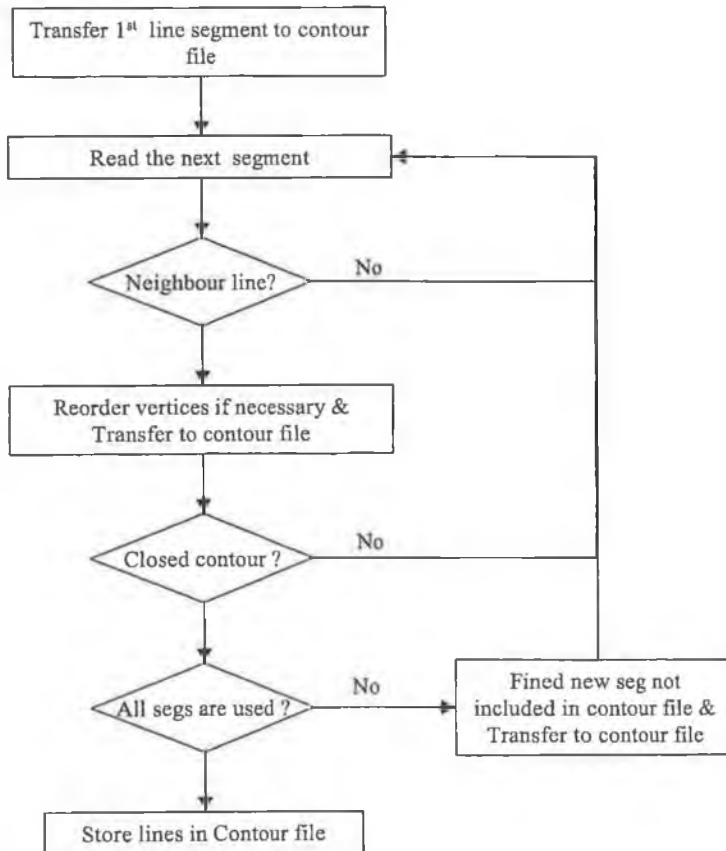 Transfer 1st line segment to contour
file
Read the next segment
Neighbour line?
No
Reorder vertices if necessary &
Transfer to contour file
Closed contour ?
No
All segs are used ?
No
Fined new seg not
included in contour file &
Transfer to contour file
Store lines in Contour file